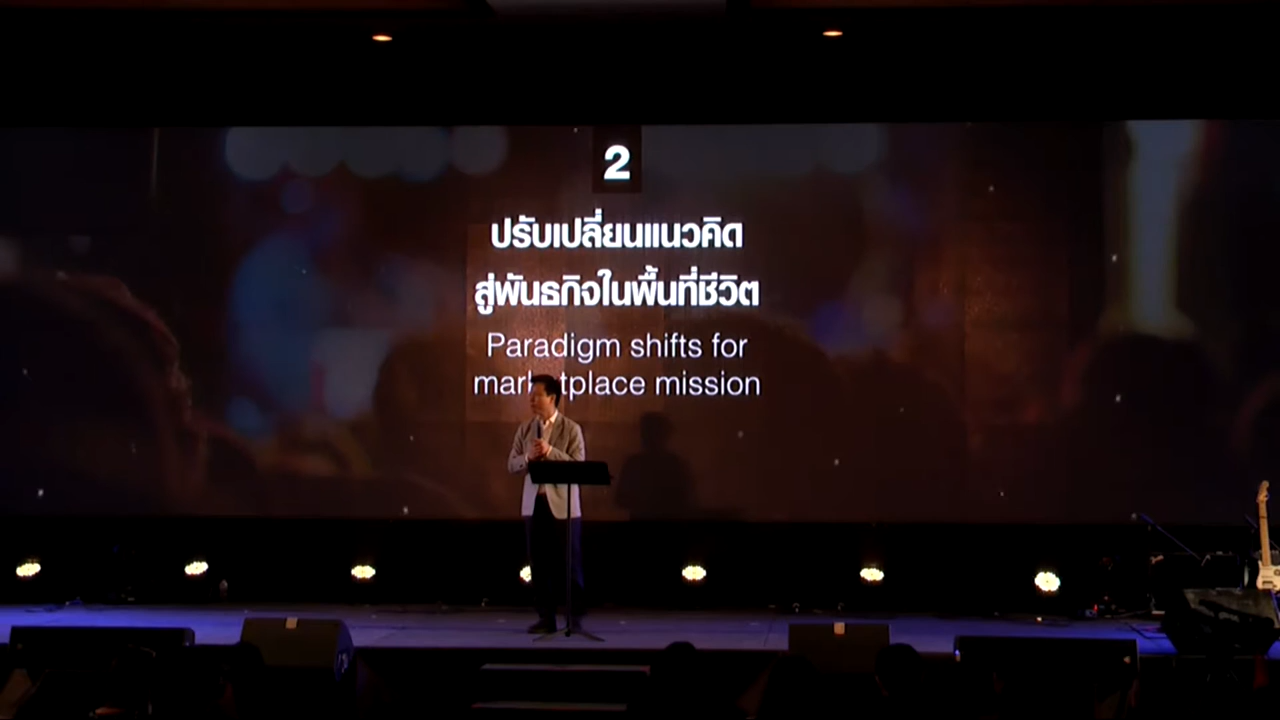 2
ปรับเปลี่ยนแนวคิด
สู่พันธกิจในพื้นที่ชีวิต
Paradigm shifts for
marketplace mission